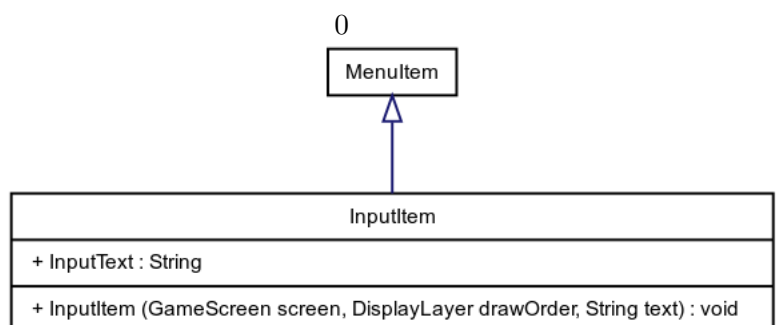 0
MenuItem
InputItem
+ InputText : String
+ InputItem (GameScreen screen, DisplayLayer drawOrder, String text) : void